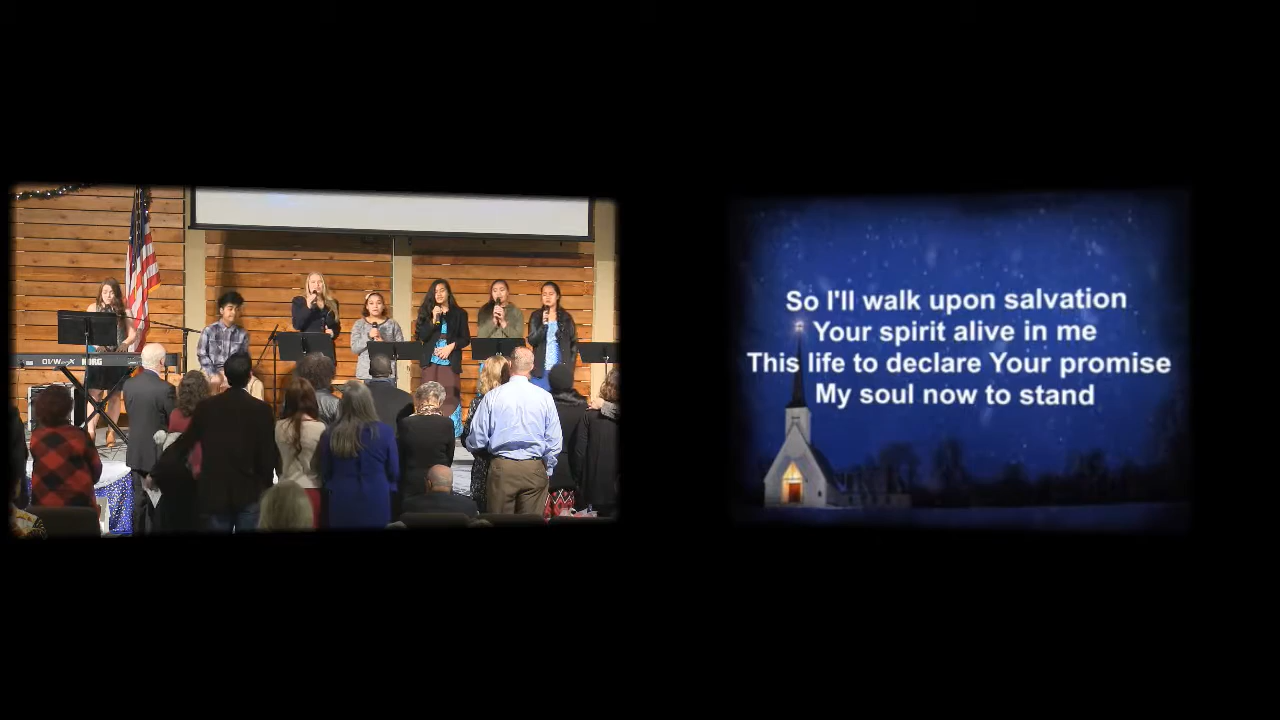 KORG
So I'll walk upon salvation
Your spirit alive in me
This life to declare Your promise
My soul now to stand